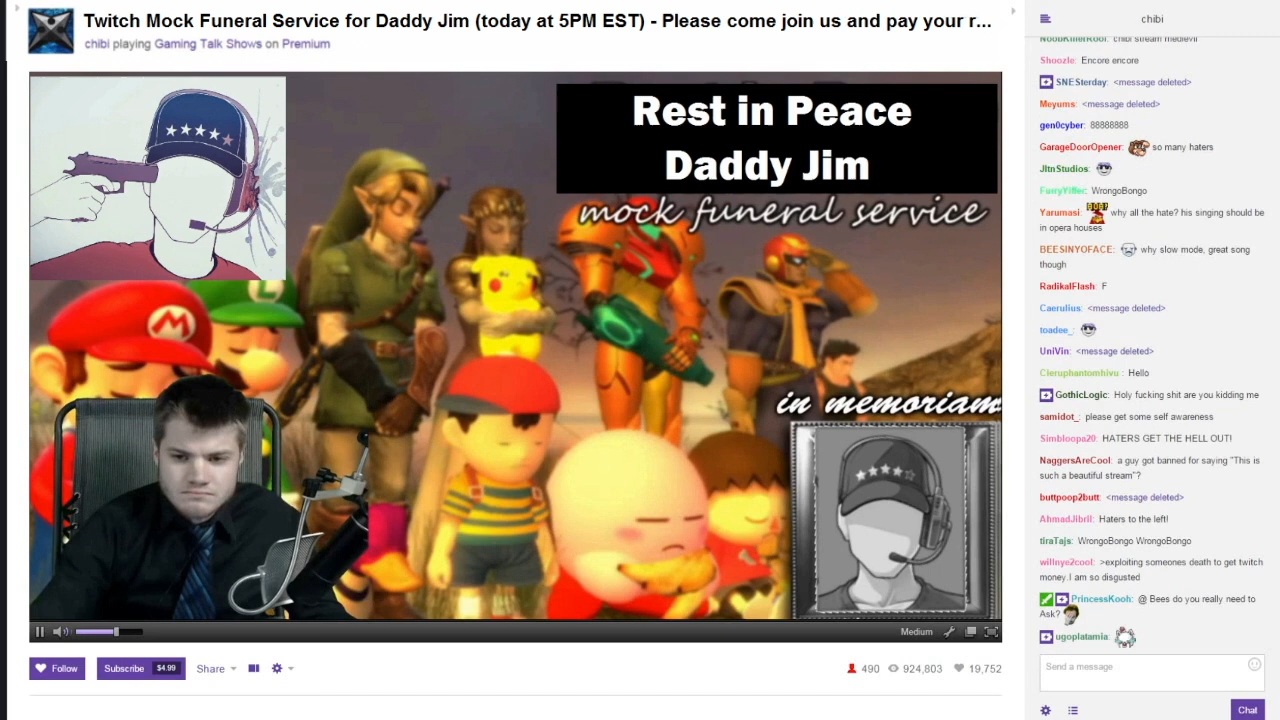 Twitch Mock Funeral Service for Daddy Jim (today at 5PM EST) - Please come join us and pay your r...
chibi playing Gaming Talk Shows on Premium
Rest in Peace
Daddy Jim
mock funeral service
in memoriam
Medium
Follow
Subscribe $4.99
Share
490 924,803 19,752
chibi
NoobKillerRool: chibi stream medievil
Shoozle: Encore encore
SNESterday: <message deleted>
Meyums: <message deleted>
gen0cyber: 88888888
GarageDoorOpener: so many haters
JltnStudios:
FurryYiffer: WrongoBongo
Yarumasi: why all the hate? his singing should be
in opera houses
BEESINYOFACE: why slow mode, great song
though
RadikalFlash: F
Caerulius: <message deleted>
toadee_:
UniVin: <message deleted>
Cleruphantomhivu : Hello
GothicLogic: Holy fucking shit are you kidding me
samidot_: please get some self awareness
Simbloopa20: HATERS GET THE HELL OUT!
NaggersAreCool: a guy got banned for saying "This is
such a beautiful stream"?
buttpoop2butt: <message deleted>
AhmadJibril: Haters to the left!
tiraTajs: WrongoBongo WrongoBongo
willnye2cool: >exploiting someones death to get twitch
money.I am so disgusted
PrincessKooh: @ Bees do you really need to
Ask?
ugoplatamia:
Send a message
Chat